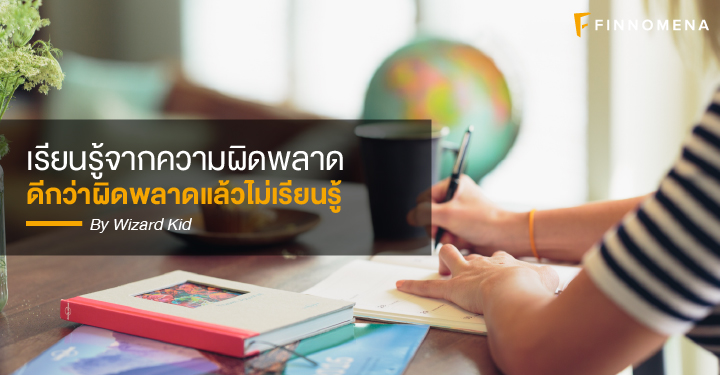 FINNOMENA
เรียนรู้จากความผิดพลาด
ดีกว่าผิดพลาดแล้วไม่เรียนรู้
By Wizard Kid